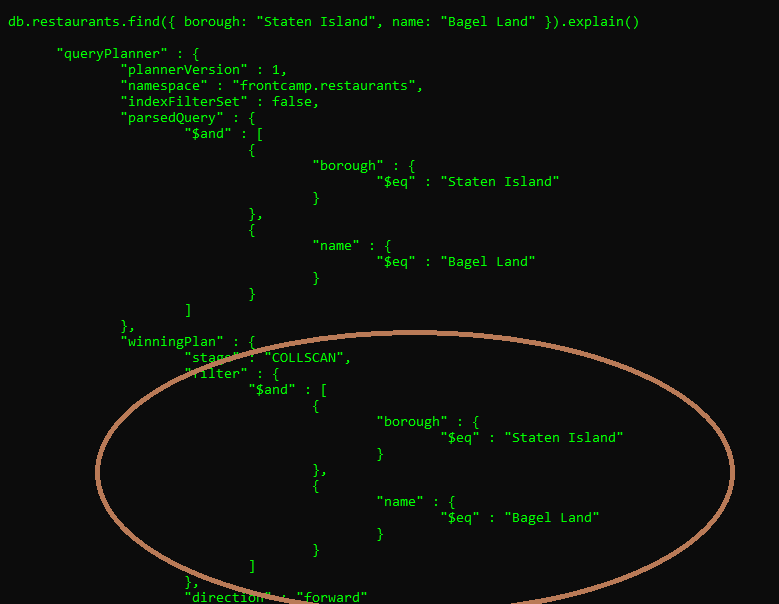 db.restaurants.find({ borough: "Staten Island", name: "Bagel Land" }).explain()
"queryPlanner" : {
"plannerVersion" : 1,
"namespace" : "frontcamp.restaurants",
"indexFilterSet" : false,
"parsedQuery" : {
"$and" : [
{
"borough" : {
"$eq" : "Staten Island"
}
},
{
"name" : {
"$eq" : "Bagel Land"
}
}
]
},
"winningPlan" : {
"stage" : "COLLSCAN",
"filter" : {
"$and" : [
{
"borough" : {
"$eq" : "Staten Island"
}
},
{
"name" : {
"$eq" : "Bagel Land"
}
}
]
},
"direction" : "forward"